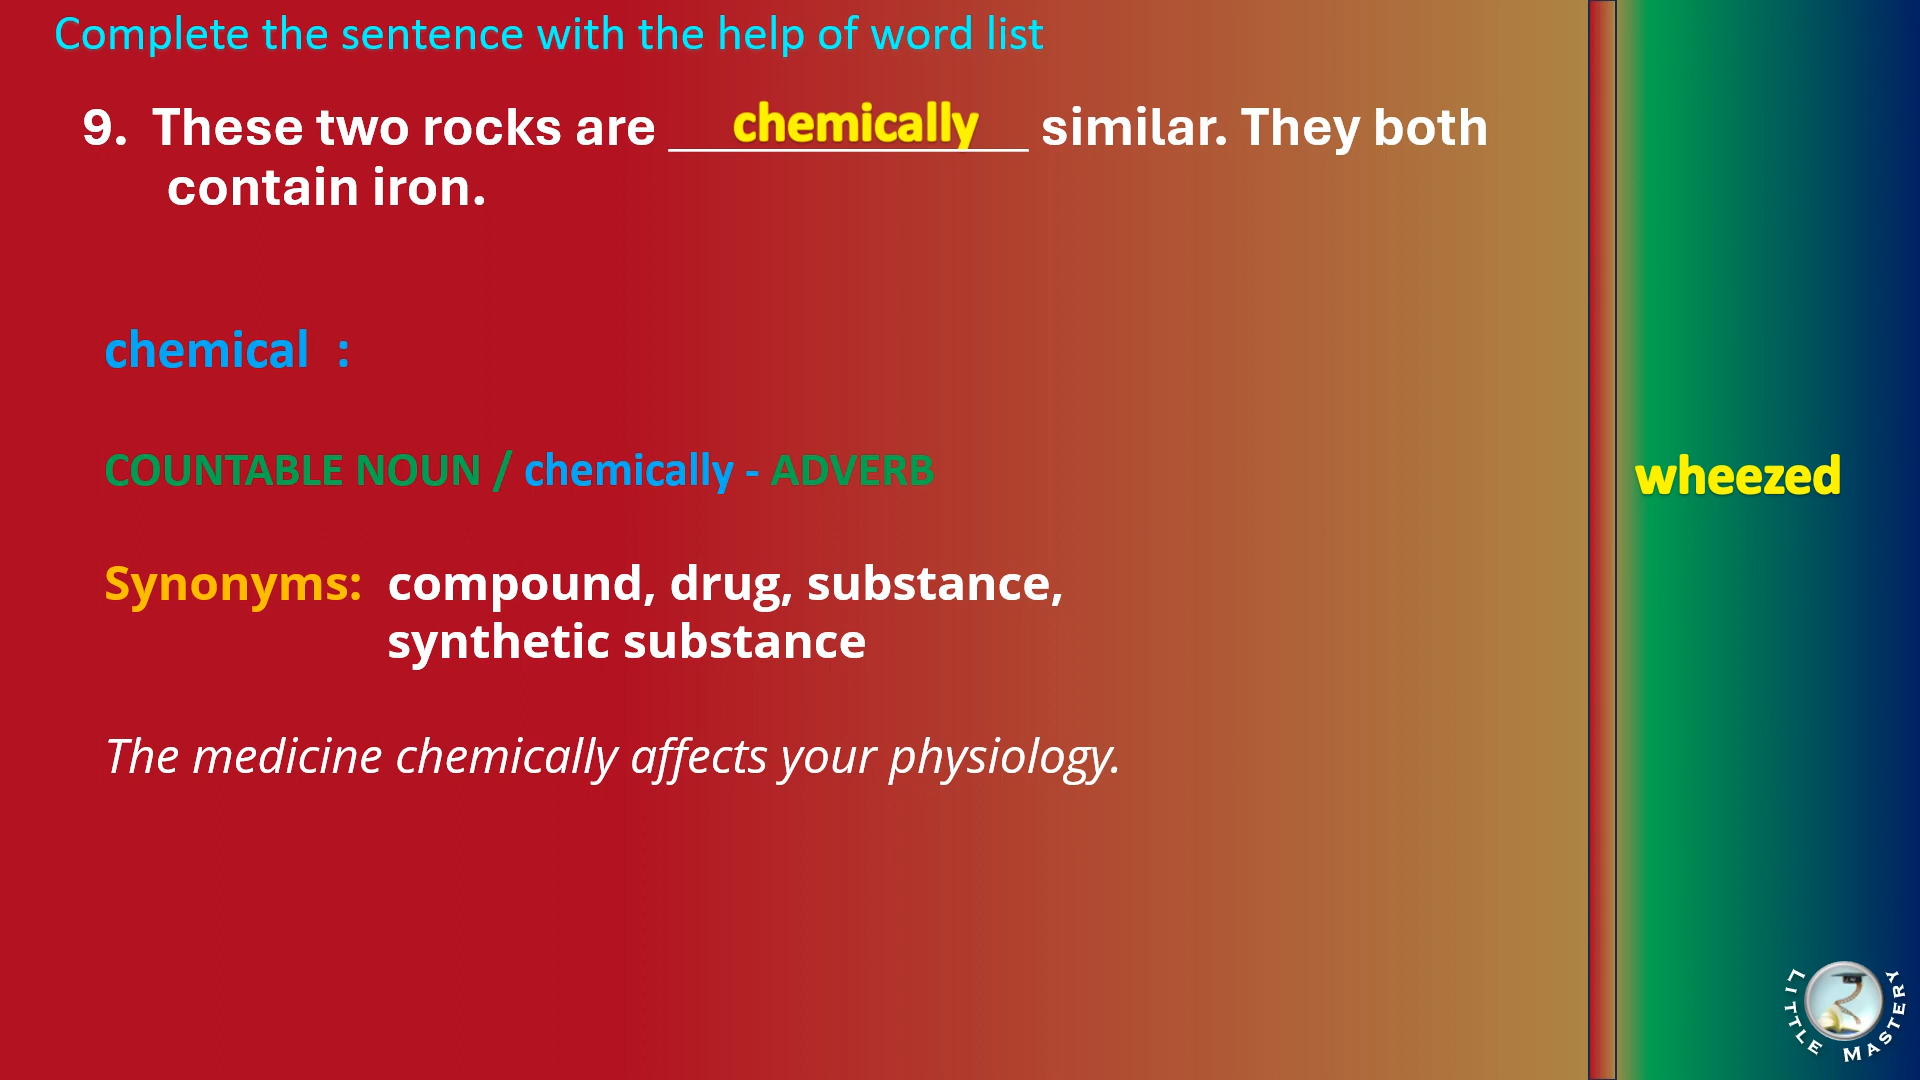 Complete the sentence with the help of word list
9. These two rocks are chemically similar. They both
contain iron.
chemical :
COUNTABLE NOUN / chemically - ADVERB
wheezed
Synonyms: compound, drug, substance,
synthetic substance
The medicine chemically affects your physiology.
LITTLE MASTERY